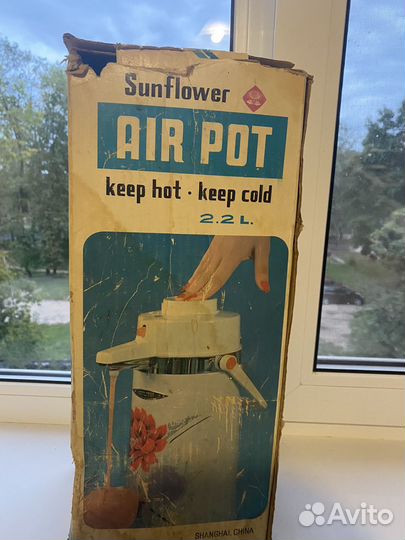 Sunflower
AIR POT
keep hot · keep cold
2.2 L.
SHANGHAI, CHINA
Avito